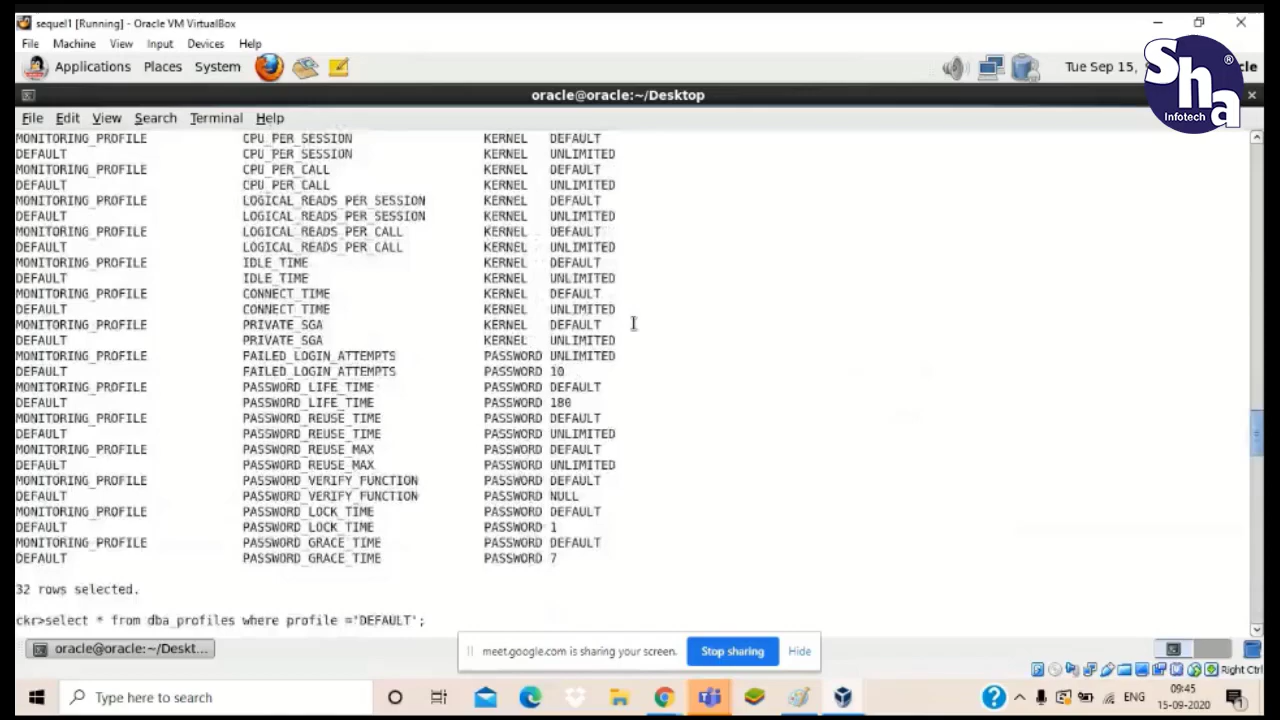 sequel1 [Running] - Oracle VM VirtualBox
File Machine View Input Devices Help
Applications Places System
Tue Sep 15,
cle
Sha
®
Infotech
oracle@oracle:~/Desktop
File Edit View Search Terminal Help
MONITORING_PROFILE CPU_PER_SESSION KERNEL DEFAULT
DEFAULT CPU_PER_SESSION KERNEL UNLIMITED
MONITORING_PROFILE CPU_PER_CALL KERNEL DEFAULT
DEFAULT CPU_PER_CALL KERNEL UNLIMITED
MONITORING_PROFILE LOGICAL_READS_PER_SESSION KERNEL DEFAULT
DEFAULT LOGICAL_READS_PER_SESSION KERNEL UNLIMITED
MONITORING_PROFILE LOGICAL_READS_PER_CALL KERNEL DEFAULT
DEFAULT LOGICAL_READS_PER_CALL KERNEL UNLIMITED
MONITORING_PROFILE IDLE_TIME KERNEL DEFAULT
DEFAULT IDLE_TIME KERNEL UNLIMITED
MONITORING_PROFILE CONNECT_TIME KERNEL DEFAULT
DEFAULT CONNECT_TIME KERNEL UNLIMITED
MONITORING_PROFILE PRIVATE_SGA KERNEL DEFAULT
DEFAULT PRIVATE_SGA KERNEL UNLIMITED
MONITORING_PROFILE FAILED_LOGIN_ATTEMPTS PASSWORD UNLIMITED
DEFAULT FAILED_LOGIN_ATTEMPTS PASSWORD 10
MONITORING_PROFILE PASSWORD_LIFE_TIME PASSWORD DEFAULT
DEFAULT PASSWORD_LIFE_TIME PASSWORD 180
MONITORING_PROFILE PASSWORD_REUSE_TIME PASSWORD DEFAULT
DEFAULT PASSWORD_REUSE_TIME PASSWORD UNLIMITED
MONITORING_PROFILE PASSWORD_REUSE_MAX PASSWORD DEFAULT
DEFAULT PASSWORD_REUSE_MAX PASSWORD UNLIMITED
MONITORING_PROFILE PASSWORD_VERIFY_FUNCTION PASSWORD DEFAULT
DEFAULT PASSWORD_VERIFY_FUNCTION PASSWORD NULL
MONITORING_PROFILE PASSWORD_LOCK_TIME PASSWORD DEFAULT
DEFAULT PASSWORD_LOCK_TIME PASSWORD 1
MONITORING_PROFILE PASSWORD_GRACE_TIME PASSWORD DEFAULT
DEFAULT PASSWORD_GRACE_TIME PASSWORD 7
32 rows selected.
ckr>select * from dba_profiles where profile ='DEFAULT';
oracle@oracle:~/Deskt...
meet.google.com is sharing your screen. Stop sharing Hide
Right Ctrl
Type here to search
ENG
09:45
15-09-2020